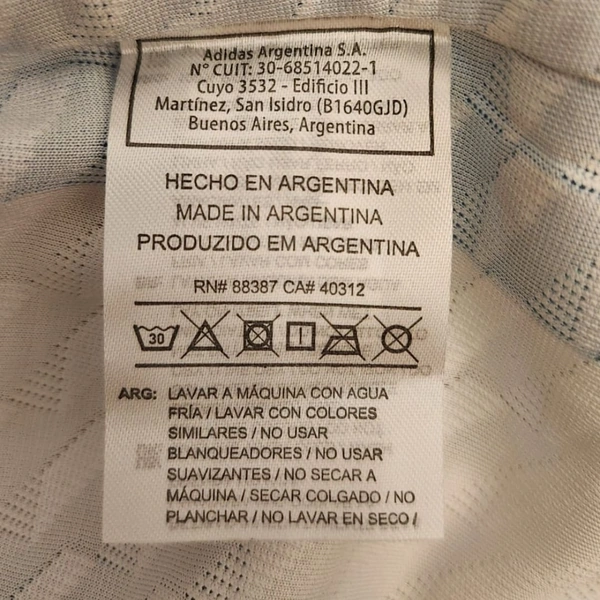 Adidas Argentina S.A.
N° CUIT: 30-68514022-1
Cuyo 3532 - Edificio III
Martínez, San Isidro (B1640GJD)
Buenos Aires, Argentina
HECHO EN ARGENTINA
MADE IN ARGENTINA
PRODUZIDO EM ARGENTINA
RN# 88387 CA# 40312
30
ARG: LAVAR A MÁQUINA CON AGUA
FRÍA / LAVAR CON COLORES
SIMILARES / NO USAR
BLANQUEADORES / NO USAR
SUAVIZANTES / NO SECAR A
MÁQUINA / SECAR COLGADO / NO
PLANCHAR / NO LAVAR EN SECO /